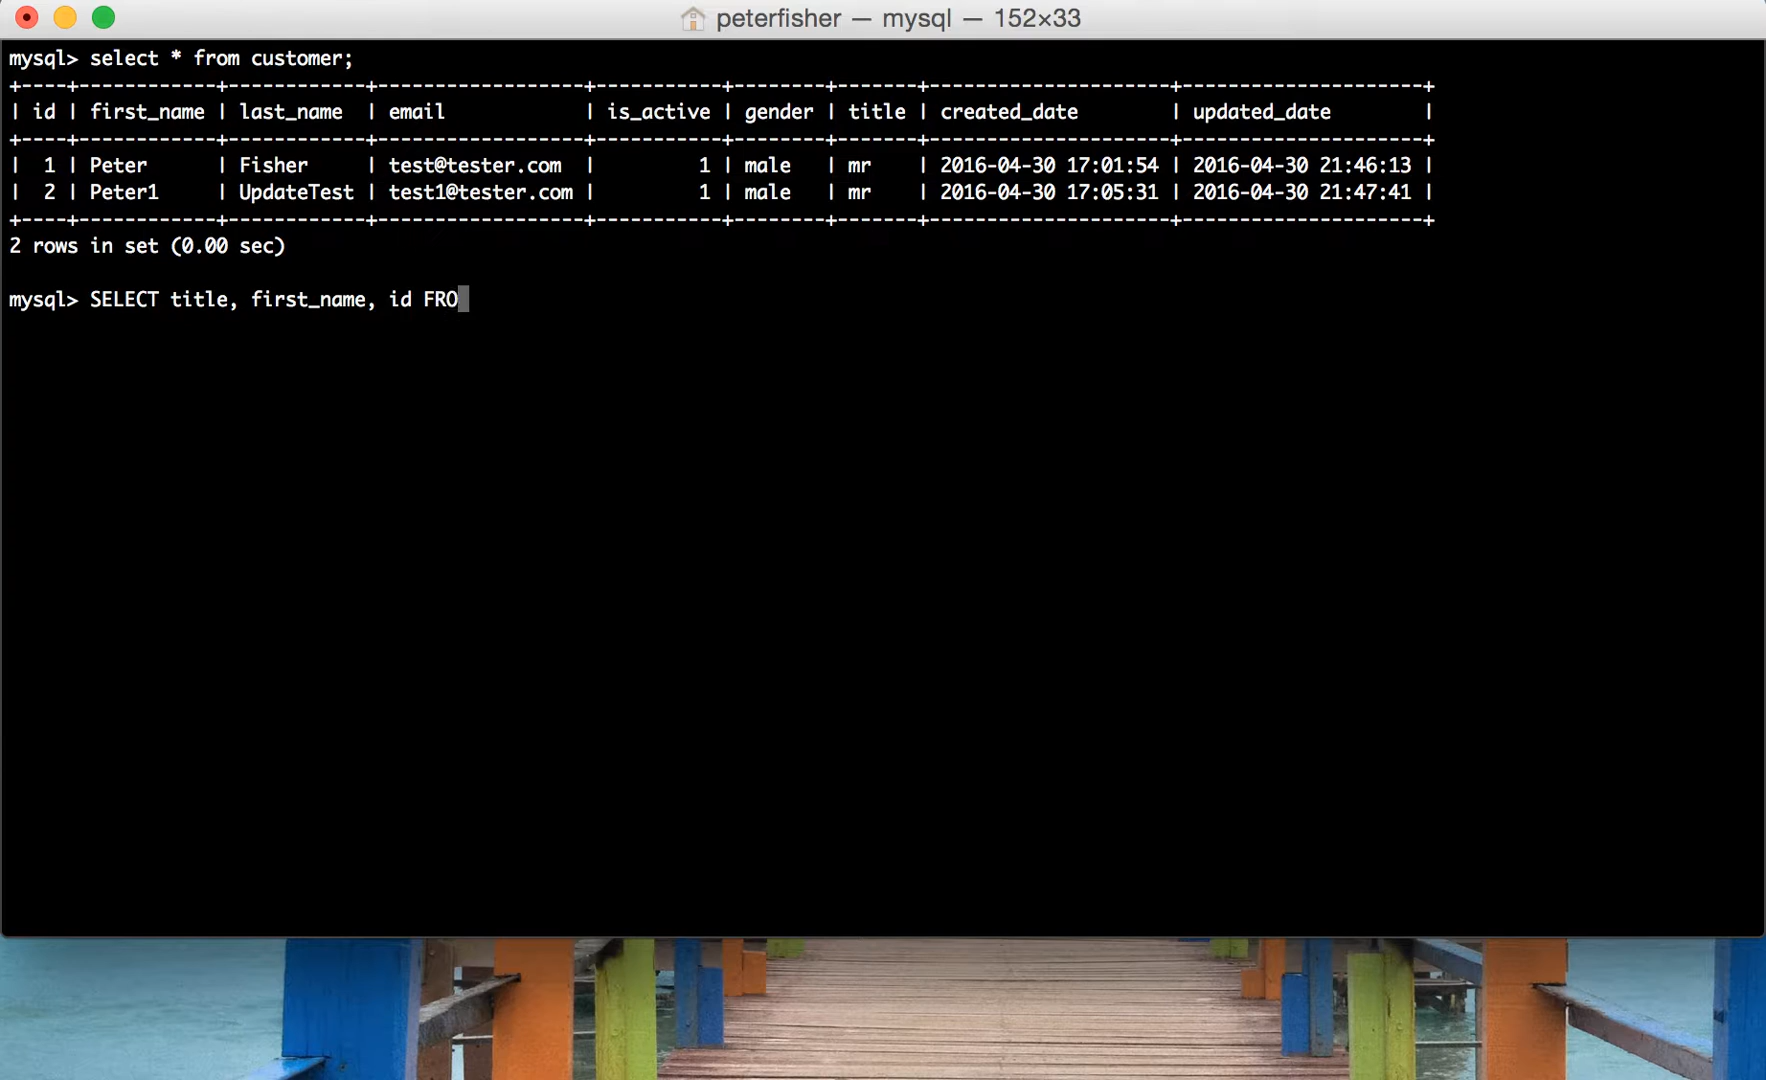 peterfisher — mysql — 152×33
mysql> select * from customer;
+----+------------+------------+------------------+-----------+--------+-------+---------------------+---------------------+
| id | first_name | last_name  | email            | is_active | gender | title | created_date        | updated_date        |
+----+------------+------------+------------------+-----------+--------+-------+---------------------+---------------------+
|  1 | Peter      | Fisher     | test@tester.com  |         1 | male   | mr    | 2016-04-30 17:01:54 | 2016-04-30 21:46:13 |
|  2 | Peter1     | UpdateTest | test1@tester.com |         1 | male   | mr    | 2016-04-30 17:05:31 | 2016-04-30 21:47:41 |
+----+------------+------------+------------------+-----------+--------+-------+---------------------+---------------------+
2 rows in set (0.00 sec)
mysql> SELECT title, first_name, id FRO